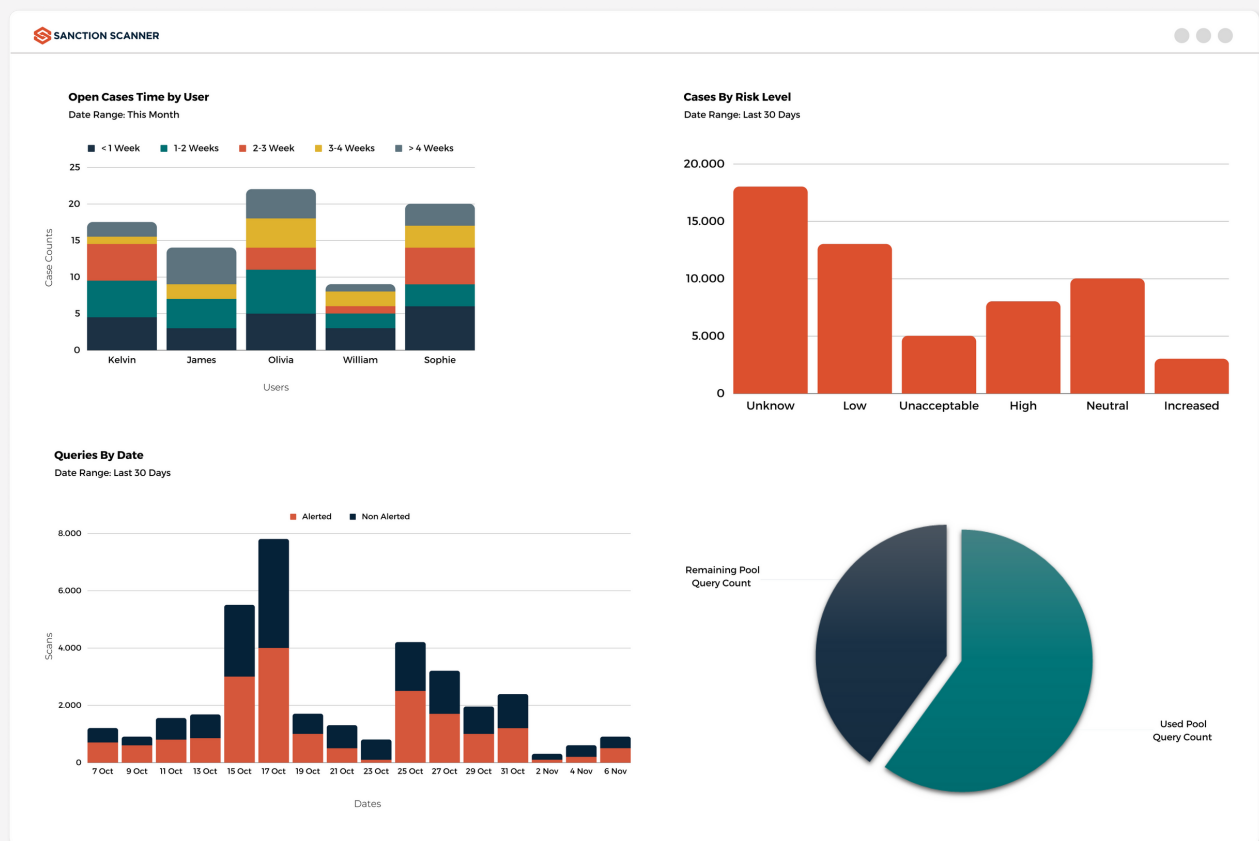 SANCTION SCANNER
Open Cases Time by User
Date Range: This Month
< 1 Week 1-2 Weeks 2-3 Week 3-4 Weeks > 4 Weeks
25
20
15
10
5
0
Case Counts
Kelvin James Olivia William Sophie
Users
Cases By Risk Level
Date Range: Last 30 Days
20.000
15.000
10.000
5.000
0
Unknow Low Unacceptable High Neutral Increased
Queries By Date
Date Range: Last 30 Days
Alerted Non Alerted
8.000
6.000
4.000
2.000
0
Scans
7 Oct 9 Oct 11 Oct 13 Oct 15 Oct 17 Oct 19 Oct 21 Oct 23 Oct 25 Oct 27 Oct 29 Oct 31 Oct 2 Nov 4 Nov 6 Nov
Dates
Remaining Pool
Query Count
Used Pool
Query Count